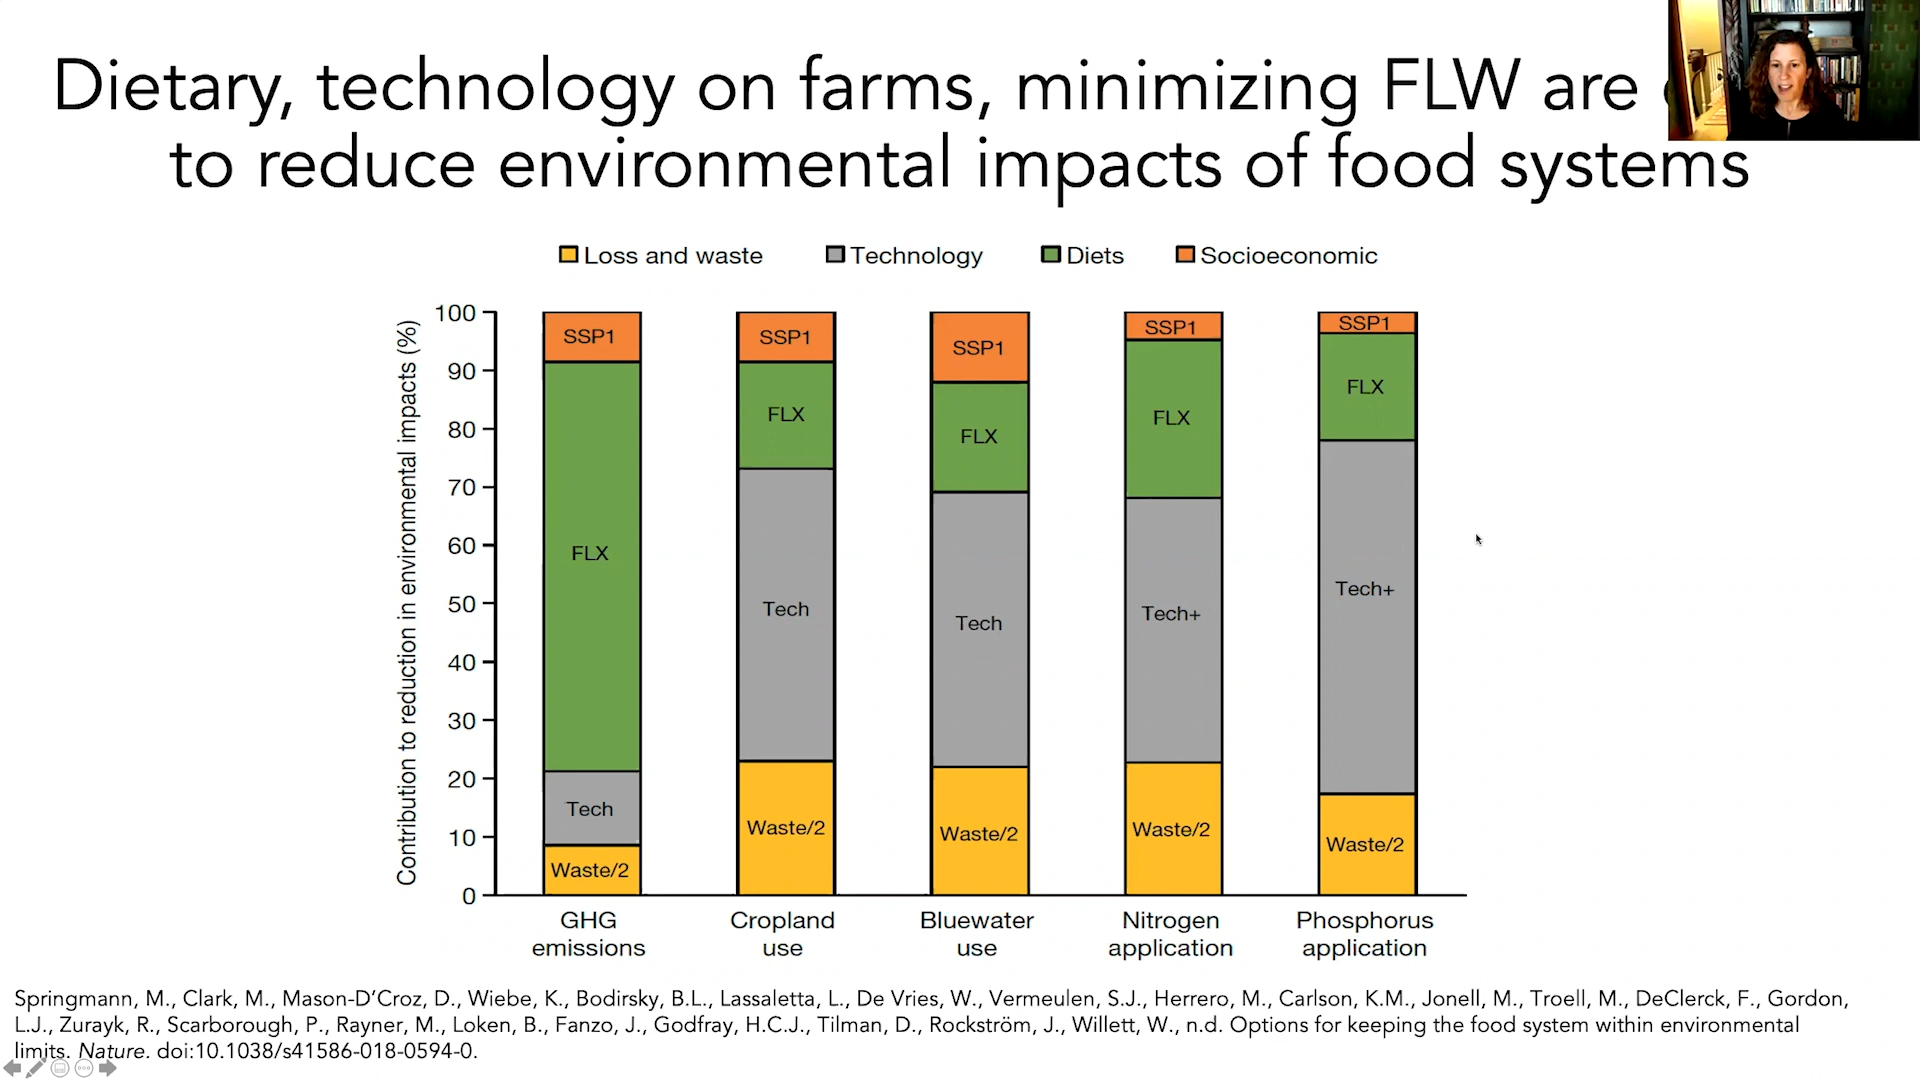 Dietary, technology on farms, minimizing FLW are
to reduce environmental impacts of food systems
Loss and waste
Technology
Diets
Socioeconomic
Contribution to reduction in environmental impacts (%)
100
90
80
70
60
50
40
30
20
10
0
SSP1
FLX
Tech
Waste/2
SSP1
FLX
Tech
Waste/2
SSP1
FLX
Tech
Waste/2
SSP1
FLX
Tech+
Waste/2
SSP1
FLX
Tech+
Waste/2
GHG
emissions
Cropland
use
Bluewater
use
Nitrogen
application
Phosphorus
application
Springmann, M., Clark, M., Mason-D’Croz, D., Wiebe, K., Bodirsky, B.L., Lassaletta, L., De Vries, W., Vermeulen, S.J., Herrero, M., Carlson, K.M., Jonell, M., Troell, M., DeClerck, F., Gordon,
L.J., Zurayk, R., Scarborough, P., Rayner, M., Loken, B., Fanzo, J., Godfray, H.C.J., Tilman, D., Rockström, J., Willett, W., n.d. Options for keeping the food system within environmental
limits. Nature. doi:10.1038/s41586-018-0594-0.